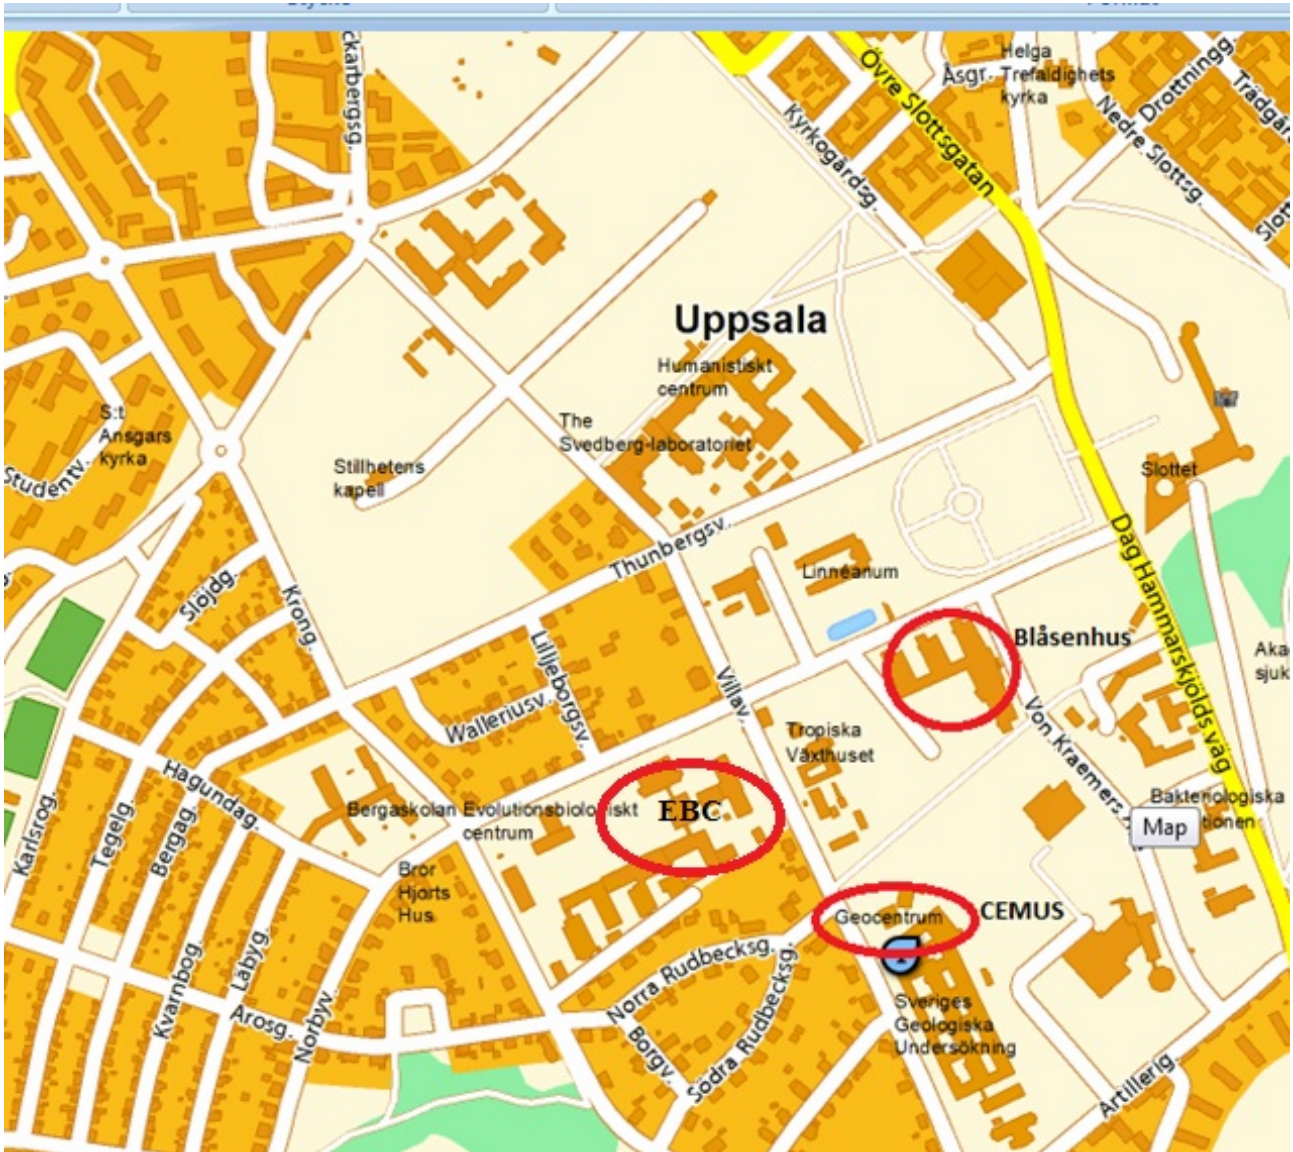 ckarbergsg.
Övre Slottsgatan
Åsgr.
Helga
Trefaldighets
kyrka
Drottningg.
Trädgår
Nedre Slottsg.
Slott
Kyrkogårdsg.
Uppsala
Humanistiskt
centrum
The
Svedberg-laboratoriet
S:t
Ansgars
kyrka
Studentv.
Stillhetens
kapell
Slottet
Thunbergsv.
Dag Hammarskjölds väg
Linnéanum
Slöjdg.
Krong.
Lilljeborgsv.
Walleriusv.
Villav.
Blåsenhus
Aka
sjuk
Von Kraemers
Tropiska
Växthuset
Hagundag.
Bergaskolan
Evolutionsbiologiskt
centrum
EBC
Bakteriologiska
tionen
Map
Karlsrog.
Tegelg.
Bergag.
Bror
Hjorts
Hus
Geocentrum
CEMUS
Kvarnbog
Läbyg.
Arosg.
Norbyv.
Norra Rudbecksg.
Borgv.
Södra Rudbecksg.
Sveriges
Geologiska
Undersökning
Artillerig.